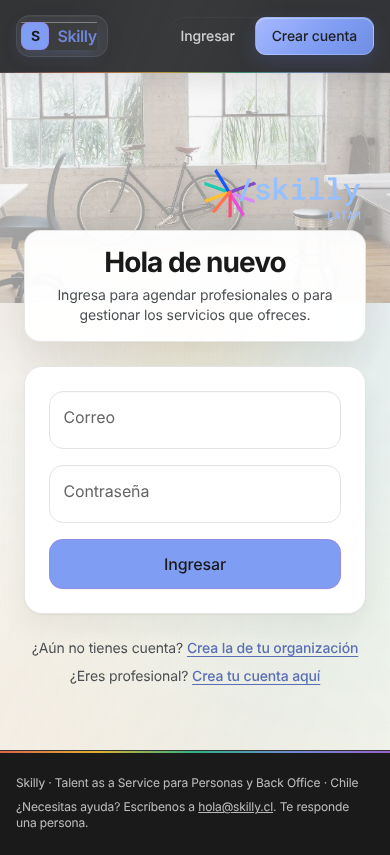 S Skilly
Ingresar
Crear cuenta
/skilly
Hola de nuevo
Ingresa para agendar profesionales o para
gestionar los servicios que ofreces.
Correo
Contraseña
Ingresar
¿Aún no tienes cuenta? Crea la de tu organización
¿Eres profesional? Crea tu cuenta aquí
Skilly · Talent as a Service para Personas y Back Office · Chile
¿Necesitas ayuda? Escríbenos a hola@skilly.cl. Te responde
una persona.